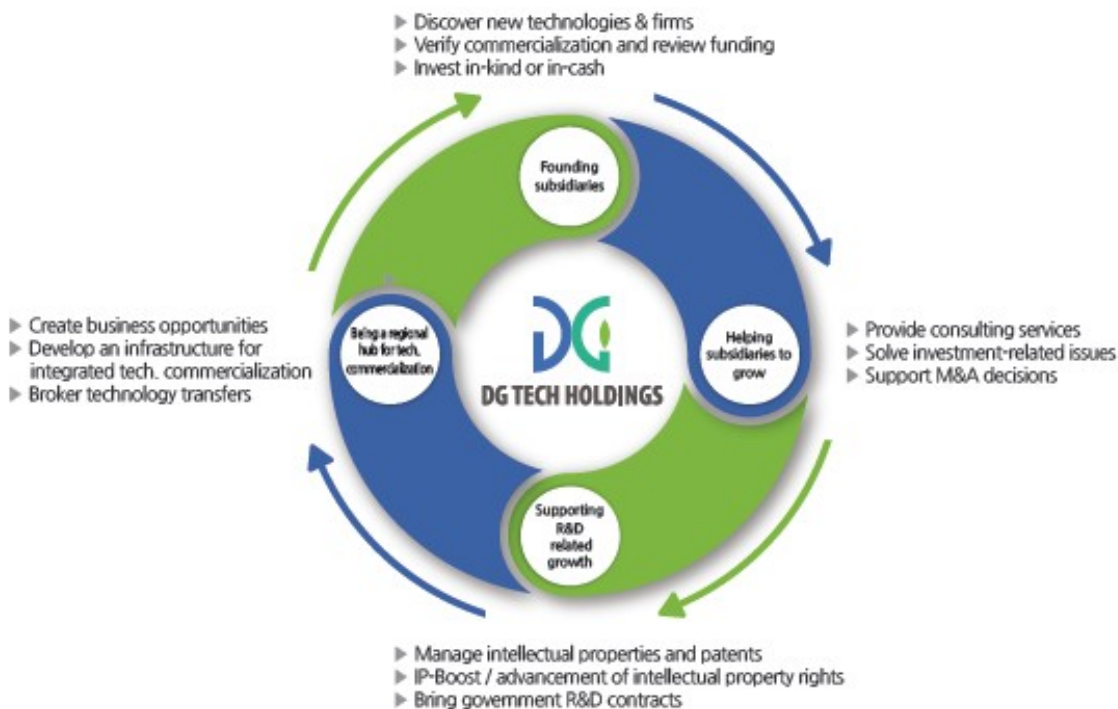 ▶ Discover new technologies & firms
▶ Verify commercialization and review funding
▶ Invest in-kind or in-cash
Founding
subsidiaries
▶ Create business opportunities
▶ Develop an infrastructure for
integrated tech. commercialization
▶ Broker technology transfers
Being a regional
hub for tech.
commercialization
DG
DG TECH HOLDINGS
Helping
subsidiaries to
grow
▶ Provide consulting services
▶ Solve investment-related issues
▶ Support M&A decisions
Supporting
R&D
related
growth
▶ Manage intellectual properties and patents
▶ IP-Boost / advancement of intellectual property rights
▶ Bring government R&D contracts